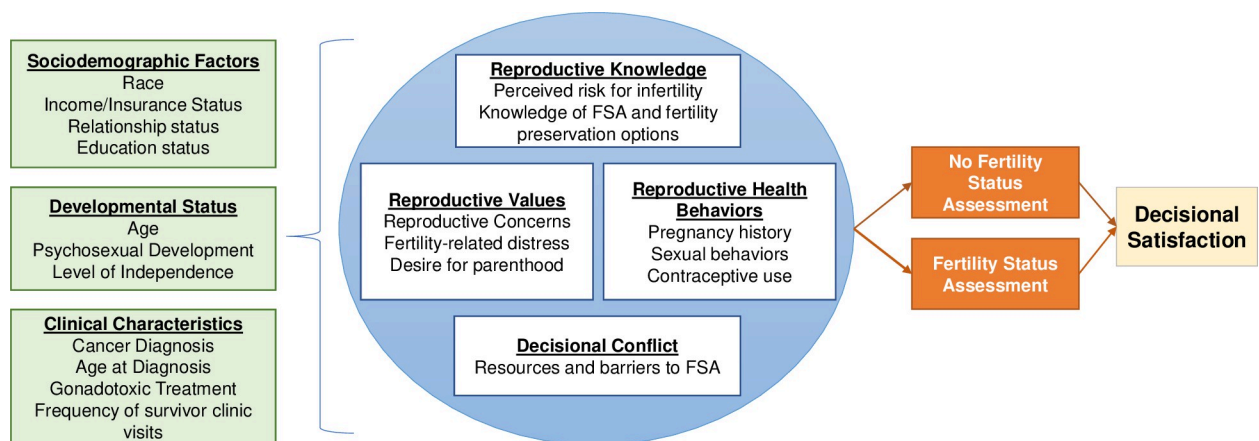 Sociodemographic Factors
Race
Income/Insurance Status
Relationship status
Education status
Developmental Status
Age
Psychosexual Development
Level of Independence
Clinical Characteristics
Cancer Diagnosis
Age at Diagnosis
Gonadotoxic Treatment
Frequency of survivor clinic
visits
Reproductive Knowledge
Perceived risk for infertility
Knowledge of FSA and fertility
preservation options
Reproductive Values
Reproductive Concerns
Fertility-related distress
Desire for parenthood
Reproductive Health
Behaviors
Pregnancy history
Sexual behaviors
Contraceptive use
Decisional Conflict
Resources and barriers to FSA
No Fertility
Status
Assessment
Fertility Status
Assessment
Decisional
Satisfaction